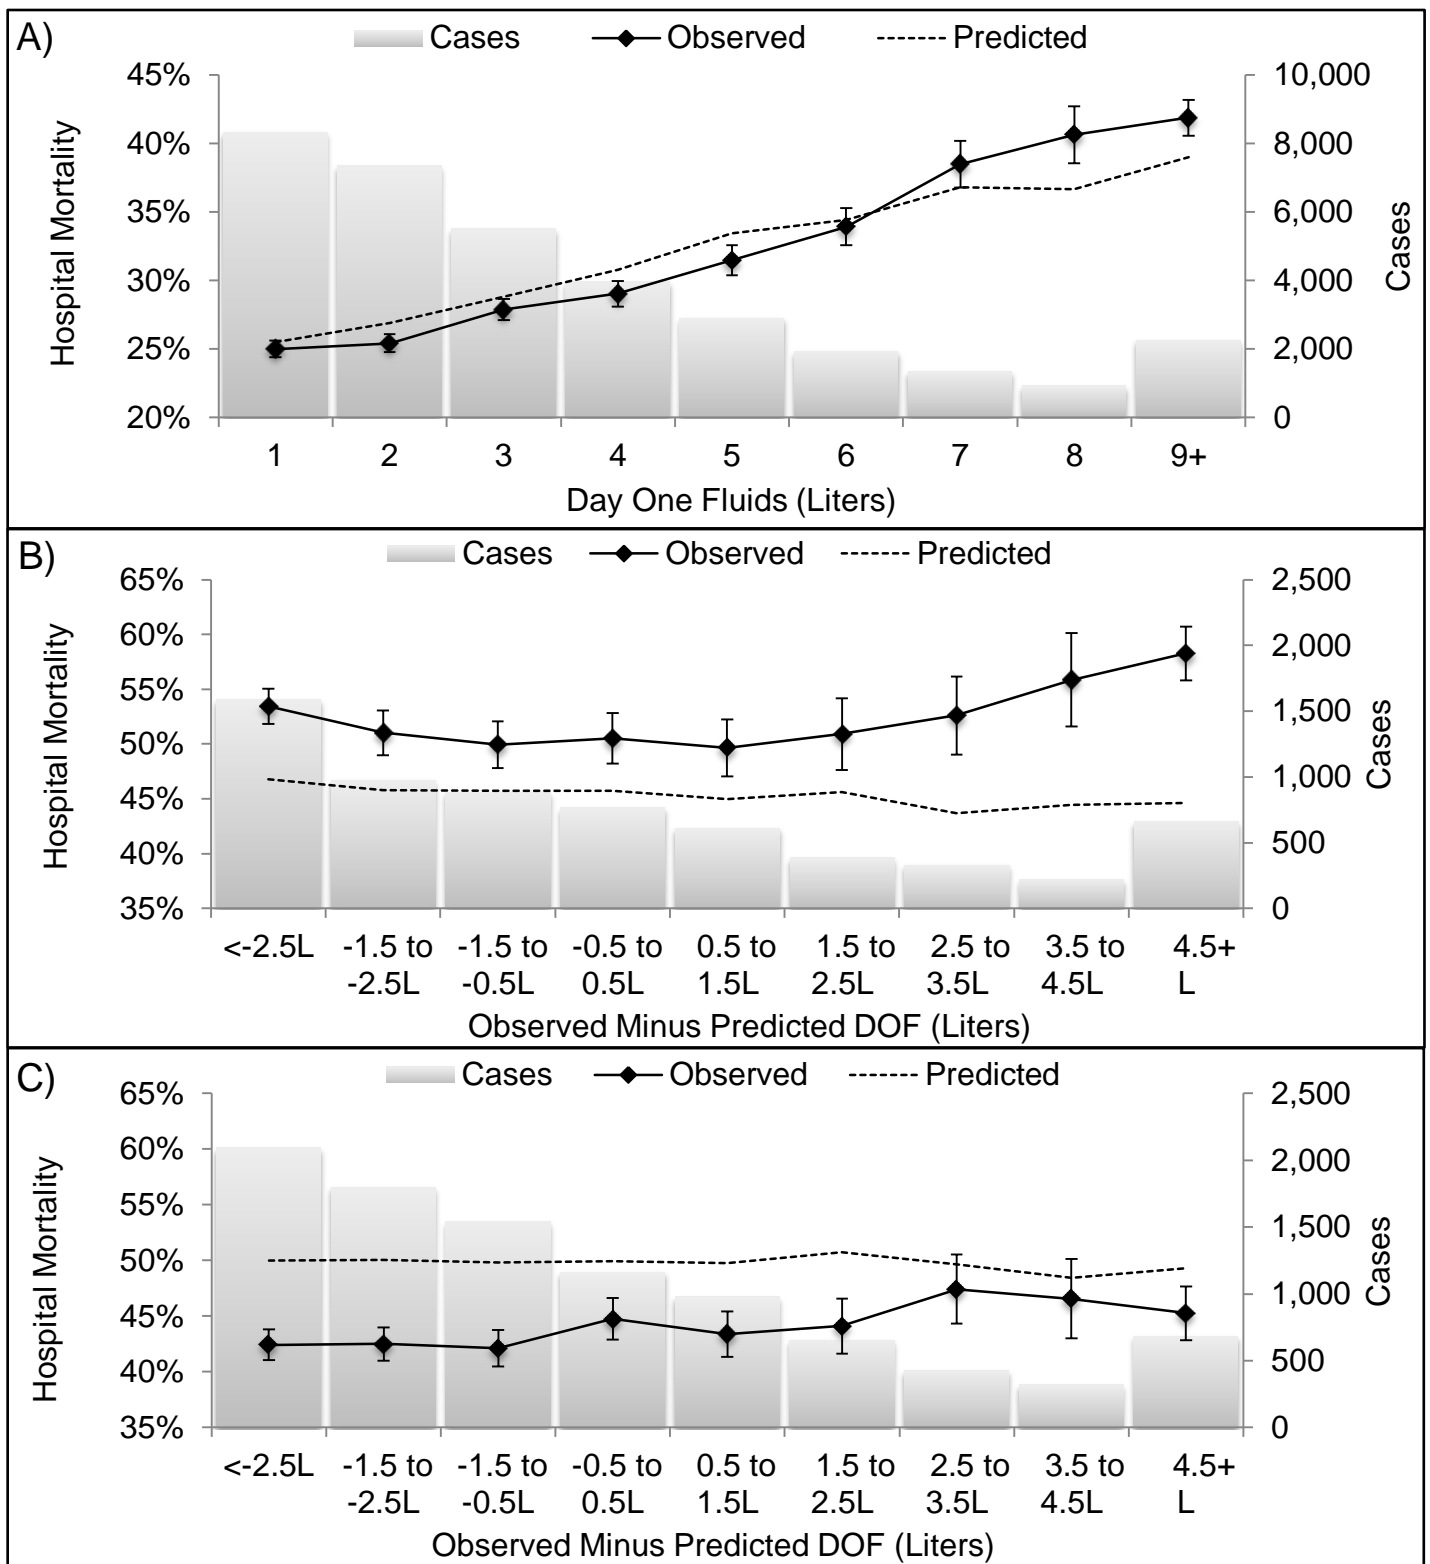 A)
Cases Observed Predicted
45%
40%
35%
30%
25%
20%
Hospital Mortality
10,000
8,000
6,000
4,000
2,000
0
Cases
1 2 3 4 5 6 7 8 9+
Day One Fluids (Liters)
B)
Cases Observed Predicted
65%
60%
55%
50%
45%
40%
35%
Hospital Mortality
2,500
2,000
1,500
1,000
500
0
Cases
<-2.5L -1.5 to -1.5 to -0.5 to 0.5 to 1.5 to 2.5 to 3.5 to 4.5+
-2.5L -0.5L 0.5L 1.5L 2.5L 3.5L 4.5L L
Observed Minus Predicted DOF (Liters)
C)
Cases Observed Predicted
65%
60%
55%
50%
45%
40%
35%
Hospital Mortality
2,500
2,000
1,500
1,000
500
0
Cases
<-2.5L -1.5 to -1.5 to -0.5 to 0.5 to 1.5 to 2.5 to 3.5 to 4.5+
-2.5L -0.5L 0.5L 1.5L 2.5L 3.5L 4.5L L
Observed Minus Predicted DOF (Liters)